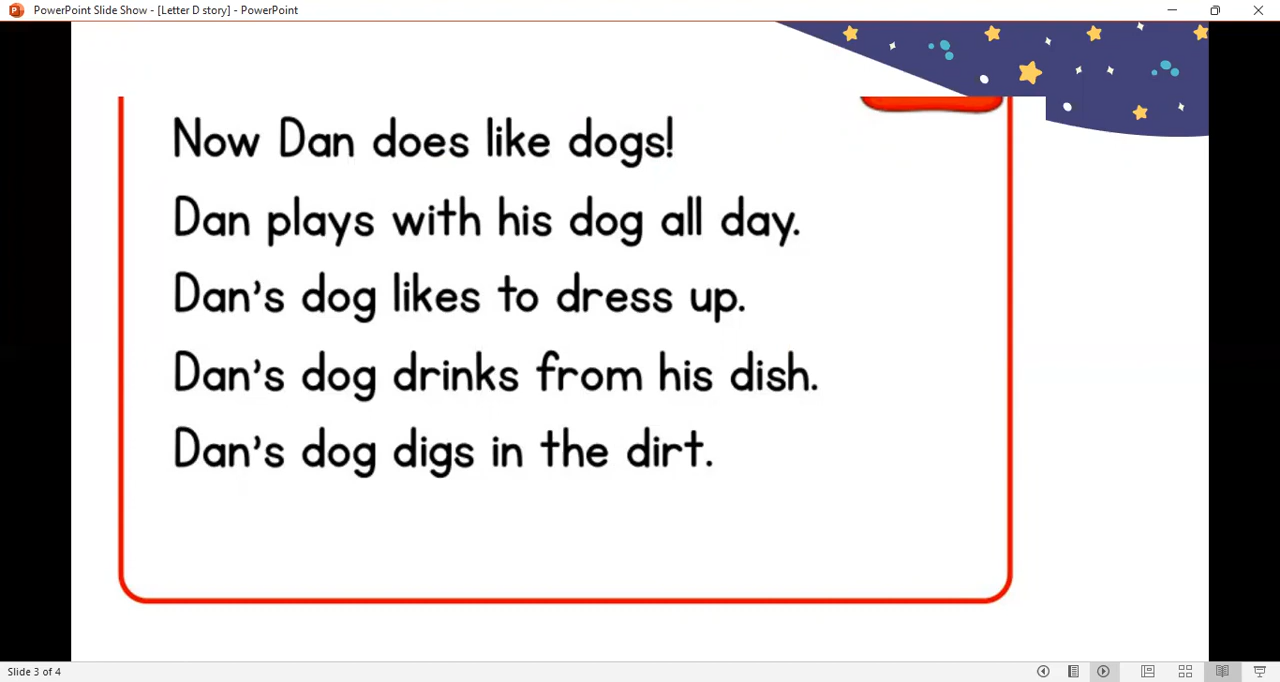 PowerPoint Slide Show - [Letter D story] - PowerPoint
Now Dan does like dogs!
Dan plays with his dog all day.
Dan's dog likes to dress up.
Dan's dog drinks from his dish.
Dan's dog digs in the dirt.
Slide 3 of 4